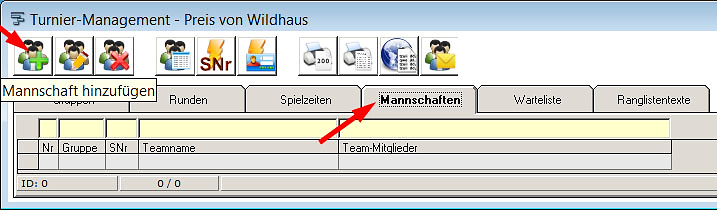 Turnier-Management - Preis von Wildhaus
SNr
200
Mannschaft hinzufügen
Gruppen Runden Spielzeiten Mannschaften Warteliste Ranglistentexte
Nr Gruppe SNr Teamname Team-Mitglieder
ID: 0 0 / 0